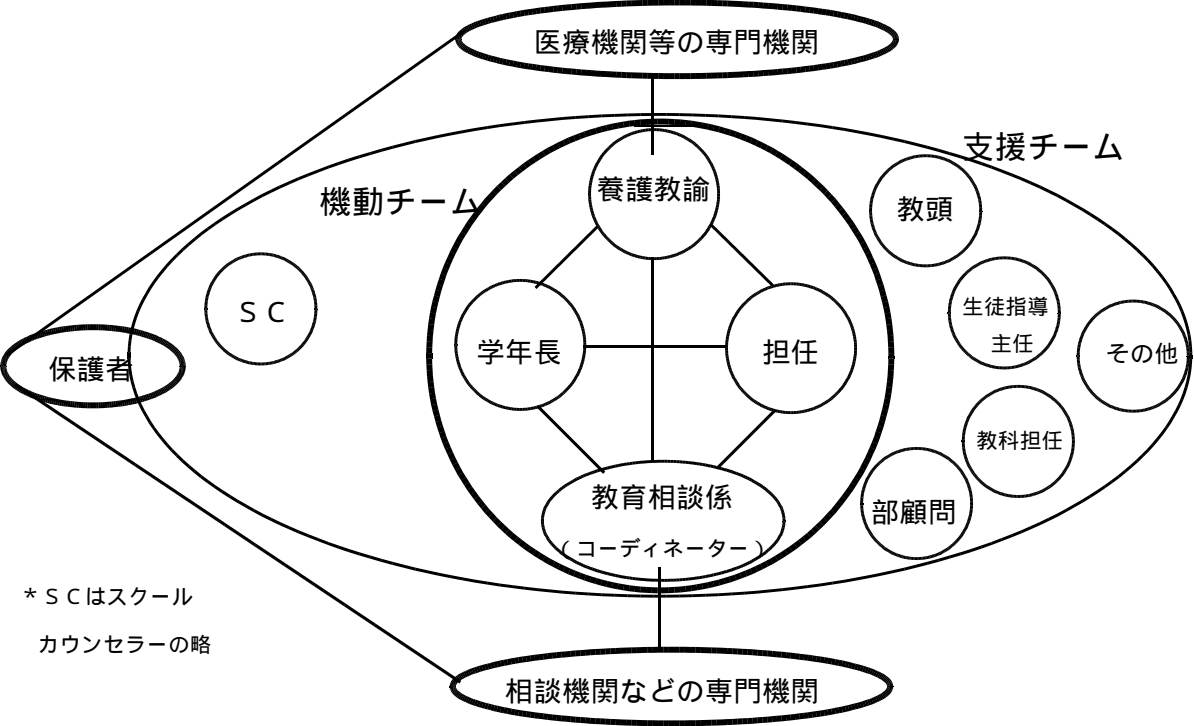 医療機関等の専門機関
支援チーム
機動チーム
養護教諭
教頭
ＳＣ
生徒指導
主任
学年長
担任
その他
保護者
教科担任
教育相談係
部顧問
(コーディネーター)
*ＳＣはスクール
カウンセラーの略
相談機関などの専門機関